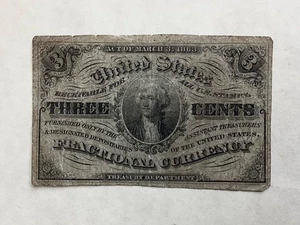 ACT OF MARCH 3, 1863.
3 3
United States
RECEIVABLE FOR ALL U.S. STAMPS
THREE CENTS
FURNISHED ONLY BY THE ASSISTANT TREASURERS
& DESIGNATED DEPOSITARIES OF THE UNITED STATES.
FRACTIONAL CURRENCY
TREASURY DEPARTMENT